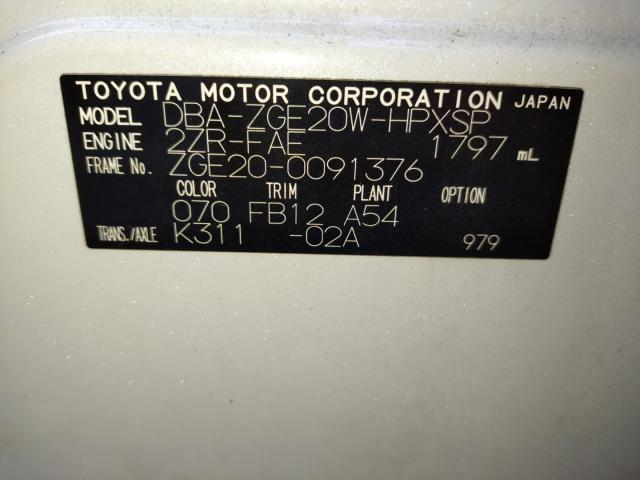 TOYOTA MOTOR CORPORATION JAPAN
MODEL DBA-ZGE20W-HPXSP
ENGINE 2ZR-FAE 1797 mL
FRAME No. ZGE20-0091376
COLOR TRIM PLANT OPTION
070 FB12 A54
TRANS./AXLE K311 -02A 979